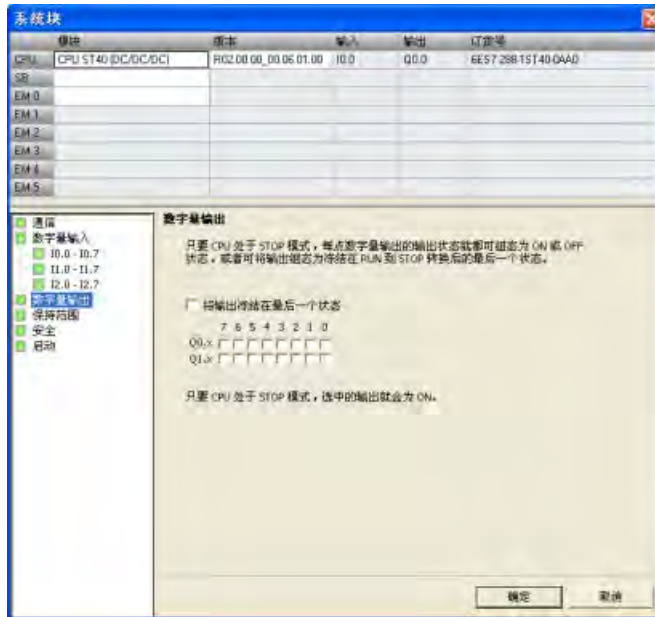 系统块
模块 版本 输入 输出 订货号
CPU CPU ST40 (DC/DC/DC) R02.00.00_00.06.01.00 I0.0 Q0.0 6ES7 288-1ST40-0AA0
SB
EM 0
EM 1
EM 2
EM 3
EM 4
EM 5
通信
数字量输入
I0.0 - I0.7
I1.0 - I1.7
I2.0 - I2.7
数字量输出
保持范围
安全
启动
数字量输出
只要 CPU 处于 STOP 模式，每点数字量输出的输出状态就都可组态为 ON 或 OFF
状态，或者可将输出组态为冻结在 RUN 到 STOP 转换后的最后一个状态。
将输出冻结在最后一个状态
7 6 5 4 3 2 1 0
Q0.x
Q1.x
只要 CPU 处于 STOP 模式，选中的输出就会为 ON。
确定
取消